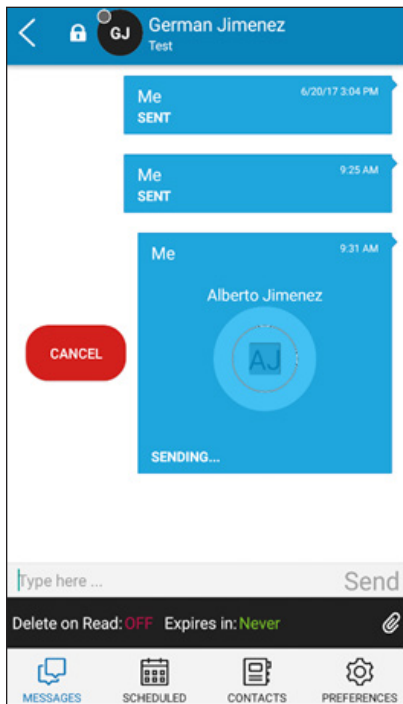 GJ
German Jimenez
Test
Me 6/20/17 3:04 PM
SENT
Me 9:25 AM
SENT
Me 9:31 AM
Alberto Jimenez
AJ
CANCEL
SENDING...
Type here ... Send
Delete on Read: OFF Expires in: Never
MESSAGES SCHEDULED CONTACTS PREFERENCES